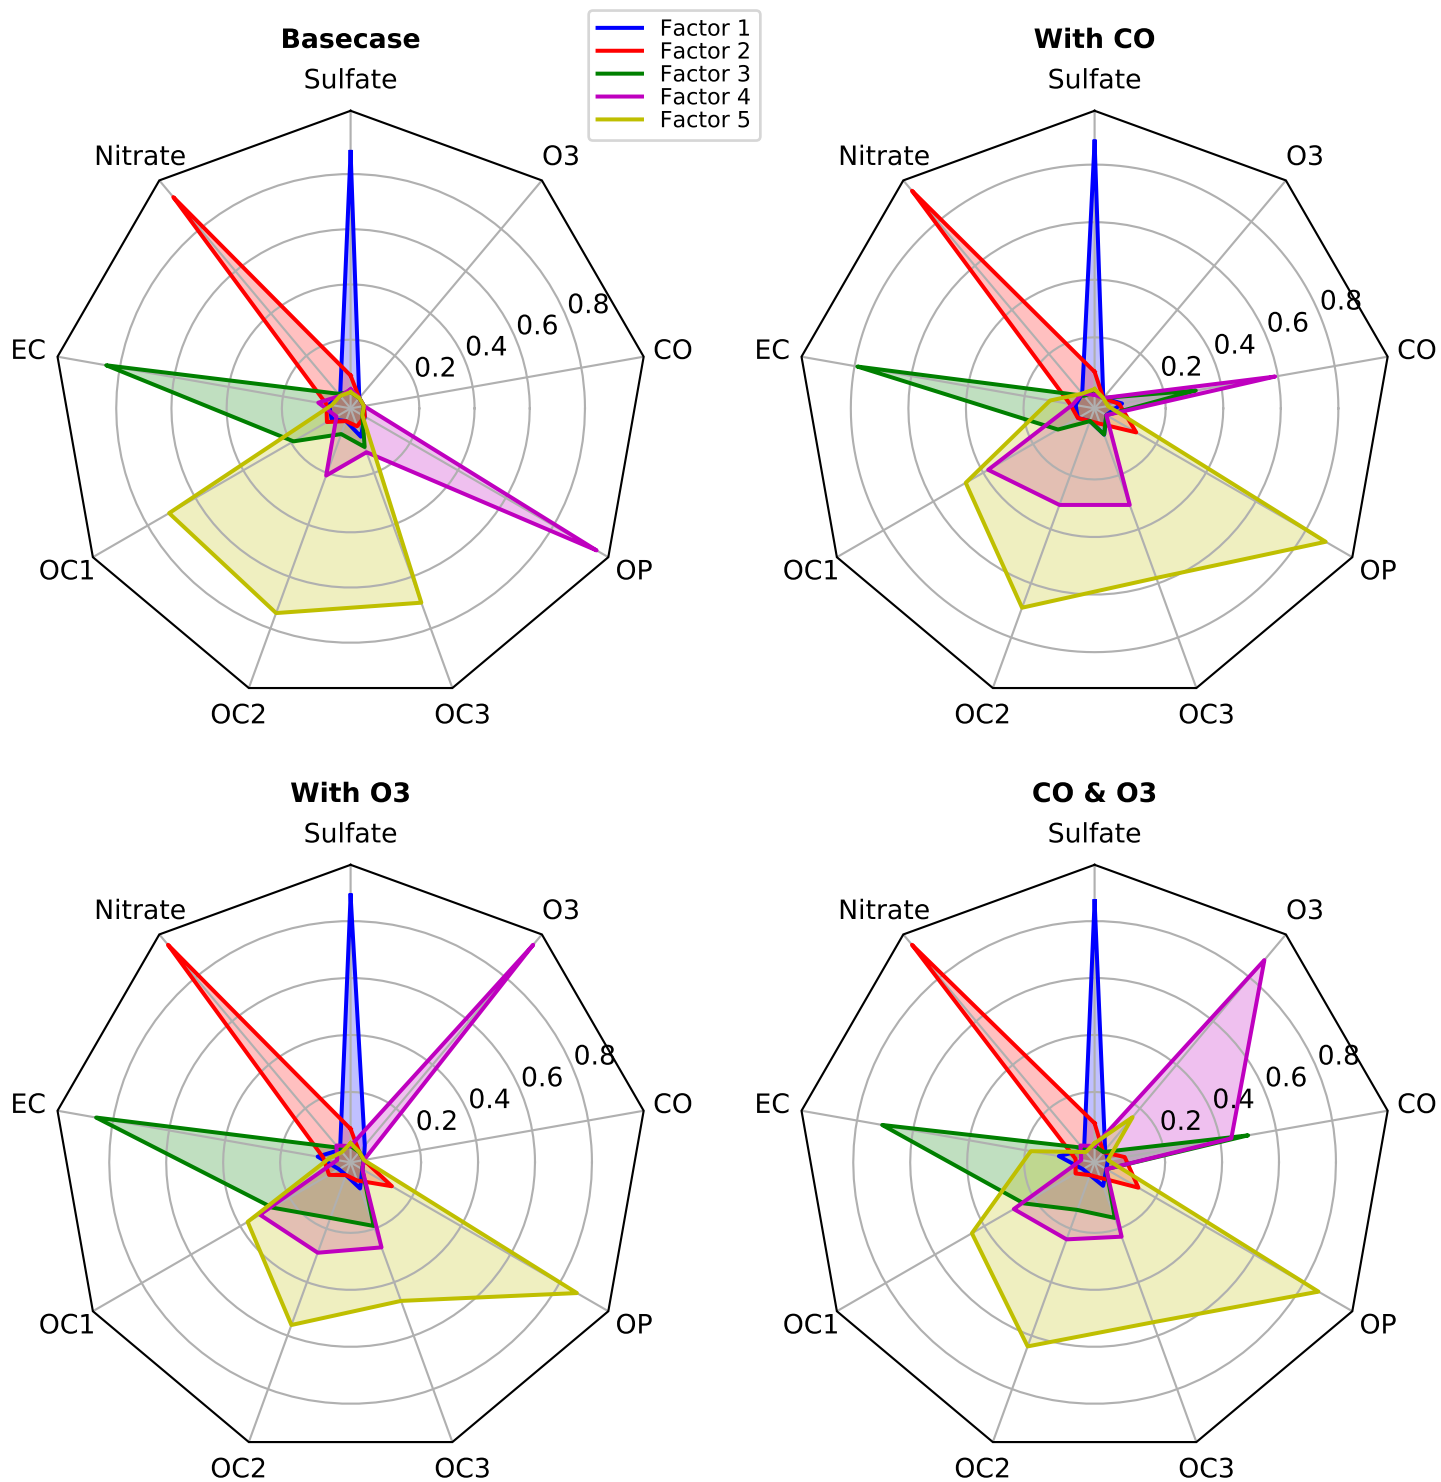 Basecase
Sulfate
Nitrate
O3
EC
CO
OC1
OP
OC2
OC3
0.2
0.4
0.6
0.8
Factor 1
Factor 2
Factor 3
Factor 4
Factor 5
With CO
Sulfate
Nitrate
O3
EC
CO
OC1
OP
OC2
OC3
0.2
0.4
0.6
0.8
With O3
Sulfate
Nitrate
O3
EC
CO
OC1
OP
OC2
OC3
0.2
0.4
0.6
0.8
CO & O3
Sulfate
Nitrate
O3
EC
CO
OC1
OP
OC2
OC3
0.2
0.4
0.6
0.8